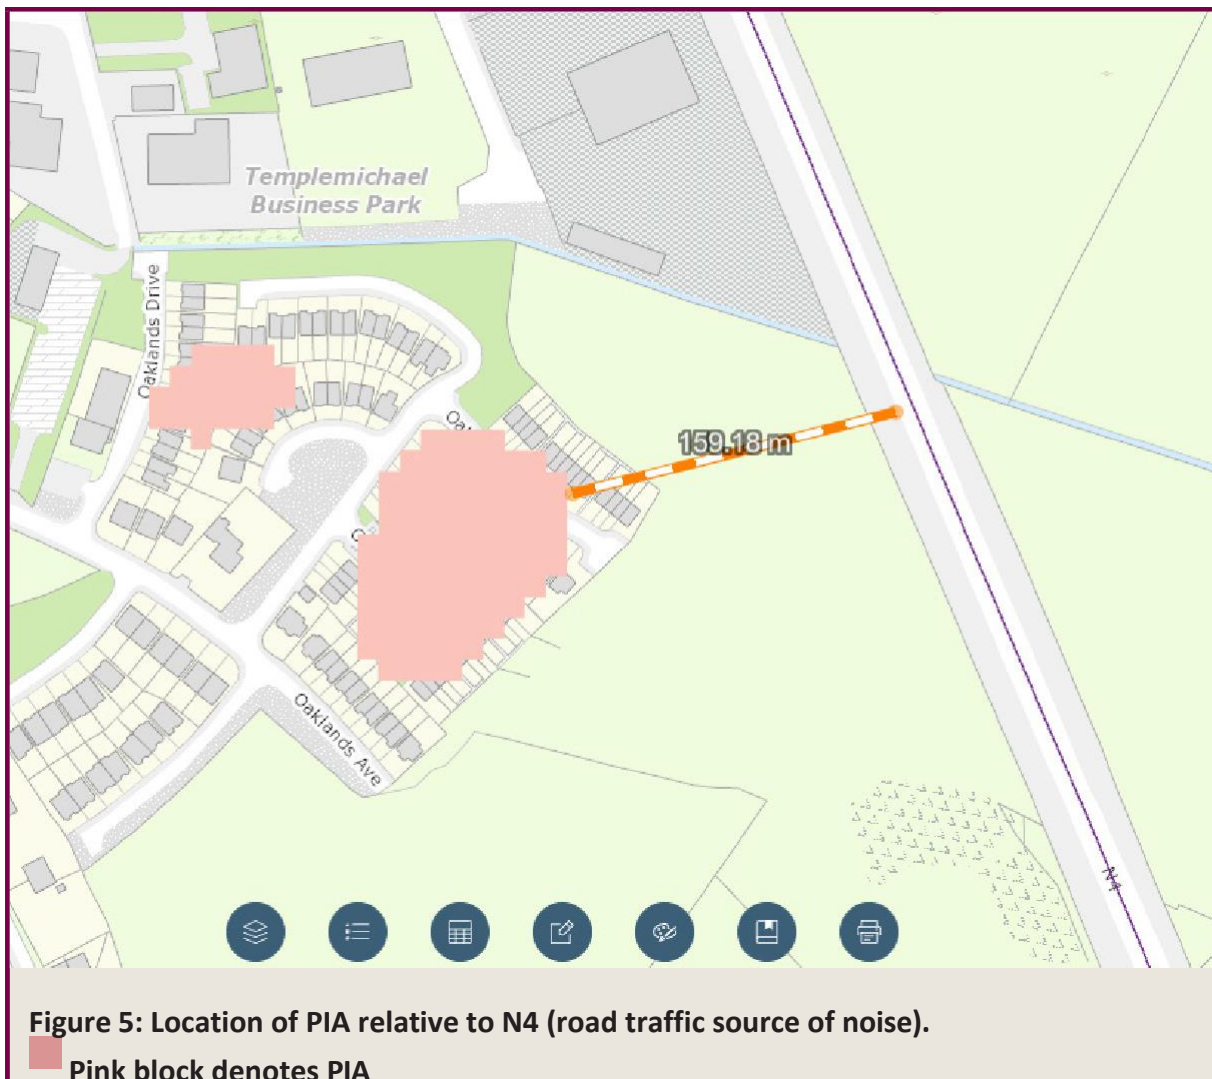 Templemichael
Business Park
Oaklands Drive
159.18 m
Oaklands Ave
N4
Figure 5: Location of PIA relative to N4 (road traffic source of noise).
Pink block denotes PIA